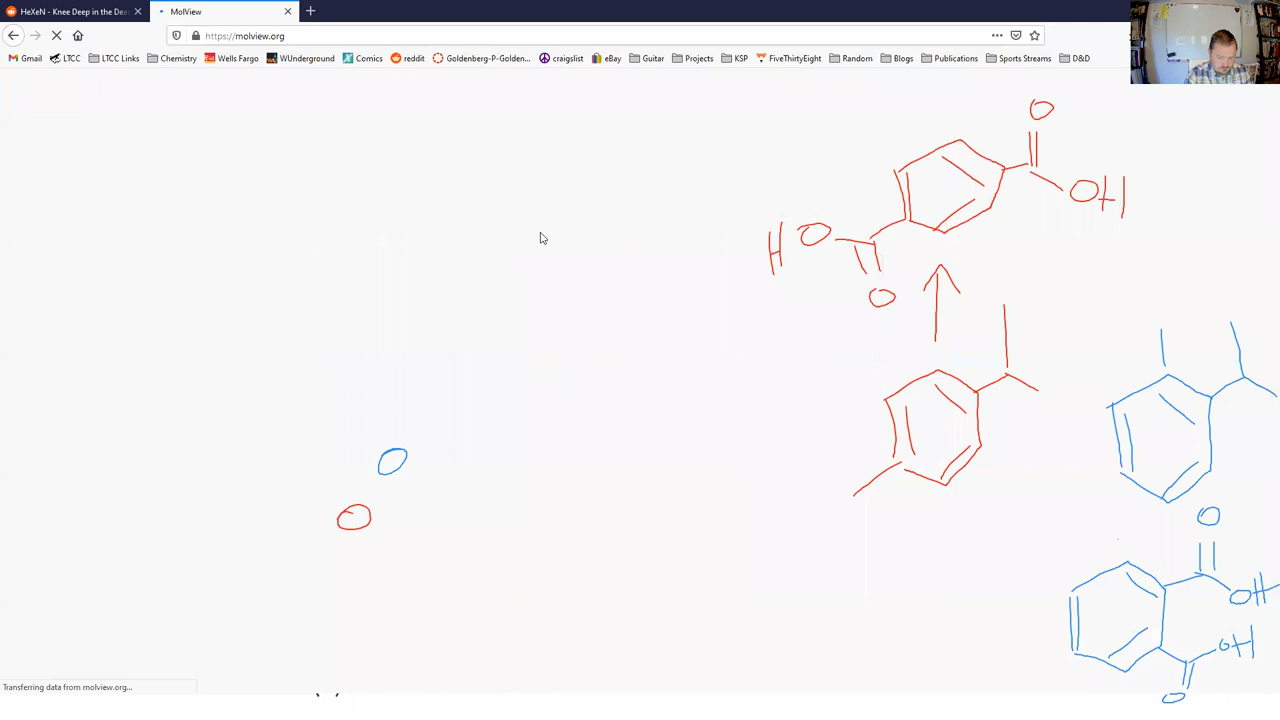 HeXeN - Knee Deep in the Dea
MolView
https://molview.org
Gmail LTCC LTCC Links Chemistry Wells Fargo WUnderground Comics reddit Goldenberg-P-Golden... craigslist eBay Guitar Projects KSP FiveThirtyEight Random Blogs Publications Sports Streams D&D
O
OH
H O
O
O
OH
OH
O
O
O
Transferring data from molview.org...